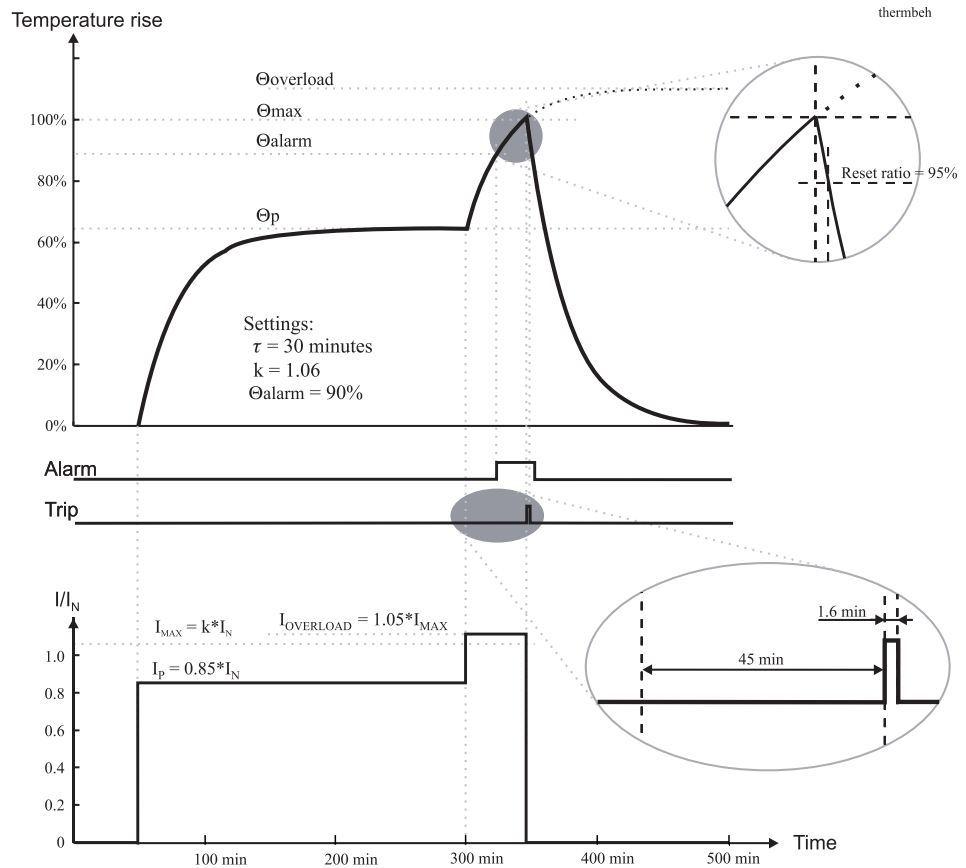 thermbeh
Temperature rise
Θoverload
Θmax
100%
Θalarm
80%
Reset ratio = 95%
Θp
60%
40%
Settings:
τ = 30 minutes
k = 1.06
Θalarm = 90%
20%
0%
Alarm
Trip
I/IN
IMAX = k*IN
IOVERLOAD = 1.05*IMAX
1.6 min
1.0
45 min
IP = 0.85*IN
0.8
0.6
0.4
0.2
0
Time
100 min
200 min
300 min
400 min
500 min